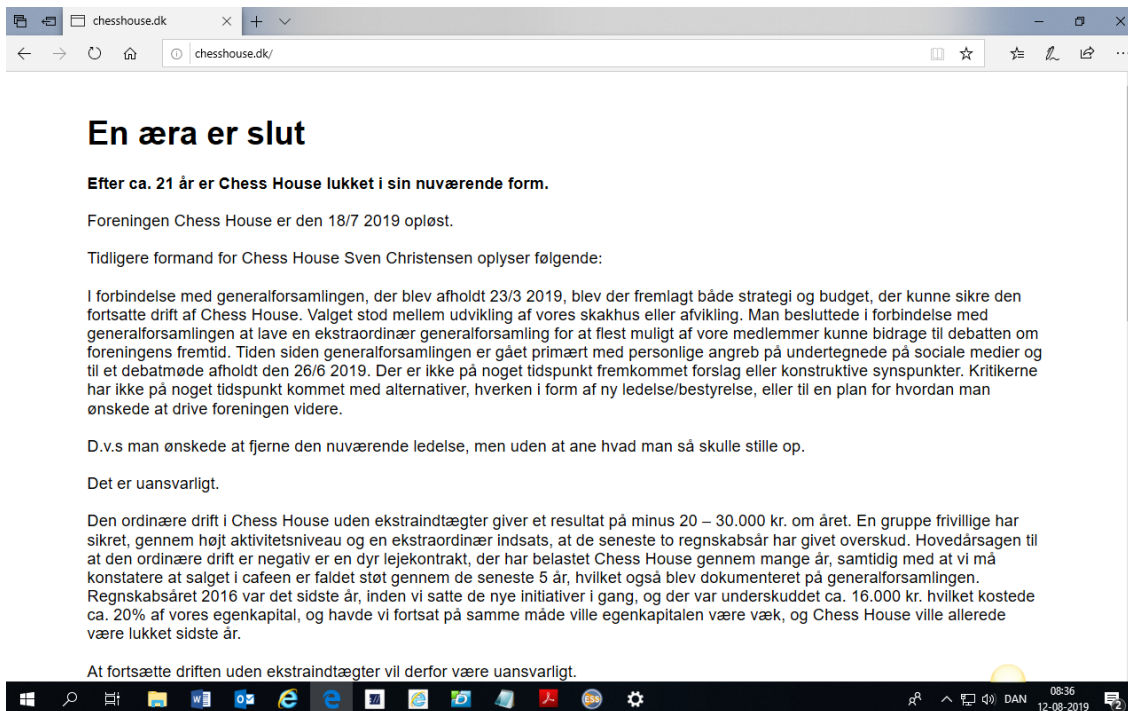 chesshouse.dk
chesshouse.dk/
En æra er slut
Efter ca. 21 år er Chess House lukket i sin nuværende form.
Foreningen Chess House er den 18/7 2019 opløst.
Tidligere formand for Chess House Sven Christensen oplyser følgende:
I forbindelse med generalforsamlingen, der blev afholdt 23/3 2019, blev der fremlagt både strategi og budget, der kunne sikre den
fortsatte drift af Chess House. Valget stod mellem udvikling af vores skakhus eller afvikling. Man besluttede i forbindelse med
generalforsamlingen at lave en ekstraordinær generalforsamling for at flest muligt af vore medlemmer kunne bidrage til debatten om
foreningens fremtid. Tiden siden generalforsamlingen er gået primært med personlige angreb på undertegnede på sociale medier og
til et debatmøde afholdt den 26/6 2019. Der er ikke på noget tidspunkt fremkommet forslag eller konstruktive synspunkter. Kritikerne
har ikke på noget tidspunkt kommet med alternativer, hverken i form af ny ledelse/bestyrelse, eller til en plan for hvordan man
ønskede at drive foreningen videre.
D.v.s man ønskede at fjerne den nuværende ledelse, men uden at ane hvad man så skulle stille op.
Det er uansvarligt.
Den ordinære drift i Chess House uden ekstraindtægter giver et resultat på minus 20 – 30.000 kr. om året. En gruppe frivillige har
sikret, gennem højt aktivitetsniveau og en ekstraordinær indsats, at de seneste to regnskabsår har givet overskud. Hovedårsagen til
at den ordinære drift er negativ er en dyr lejekontrakt, der har belastet Chess House gennem mange år, samtidig med at vi må
konstatere at salget i cafeen er faldet støt gennem de seneste 5 år, hvilket også blev dokumenteret på generalforsamlingen.
Regnskabsåret 2016 var det sidste år, inden vi satte de nye initiativer i gang, og der var underskuddet ca. 16.000 kr. hvilket kostede
ca. 20% af vores egenkapital, og havde vi fortsat på samme måde ville egenkapitalen være væk, og Chess House ville allerede
være lukket sidste år.
At fortsætte driften uden ekstraindtægter vil derfor være uansvarligt.
ESS
DAN
08:36
12-08-2019
2